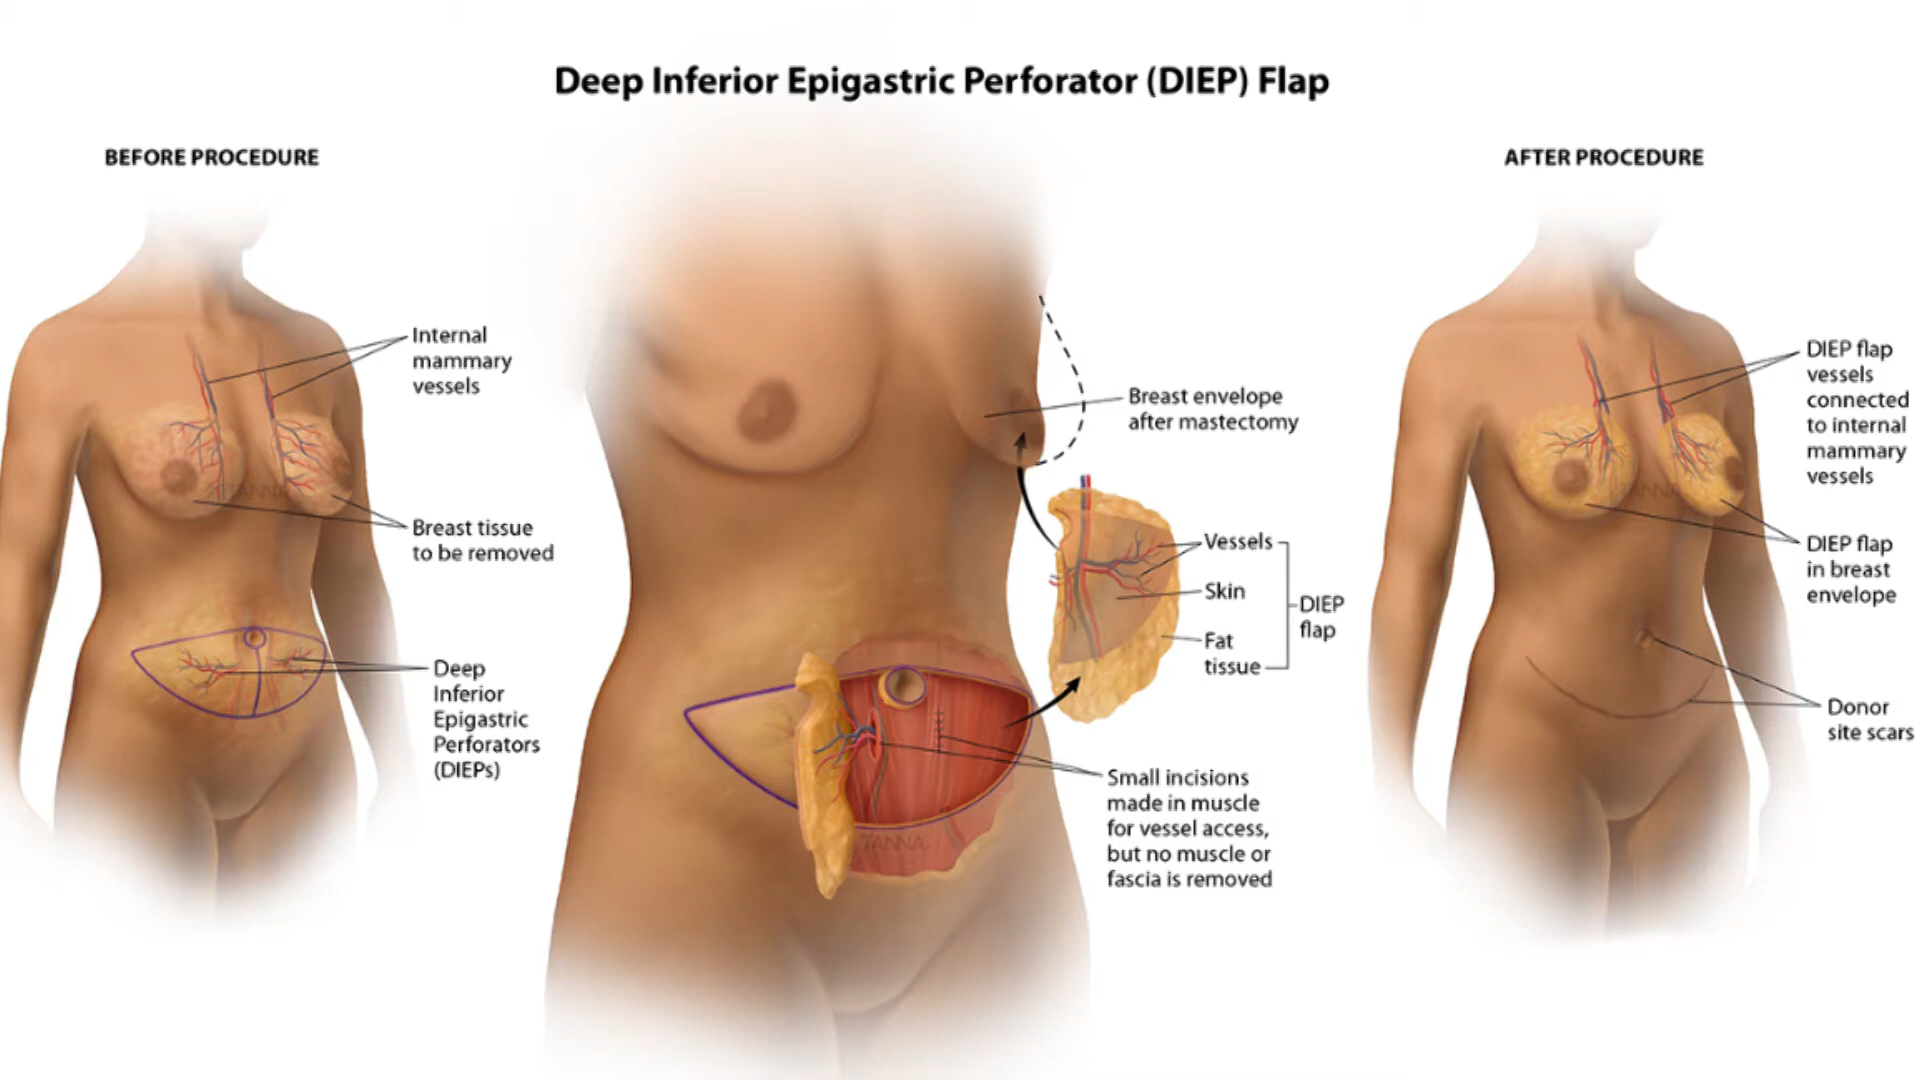 Deep Inferior Epigastric Perforator (DIEP) Flap
BEFORE PROCEDURE
Internal
mammary
vessels
Breast tissue
to be removed
Deep
Inferior
Epigastric
Perforators
(DIEPs)
TANNA
Breast envelope
after mastectomy
Vessels
Skin
Fat
tissue
DIEP
flap
Small incisions
made in muscle
for vessel access,
but no muscle or
fascia is removed
TANNA
AFTER PROCEDURE
DIEP flap
vessels
connected
to internal
mammary
vessels
DIEP flap
in breast
envelope
Donor
site scars
TANNA